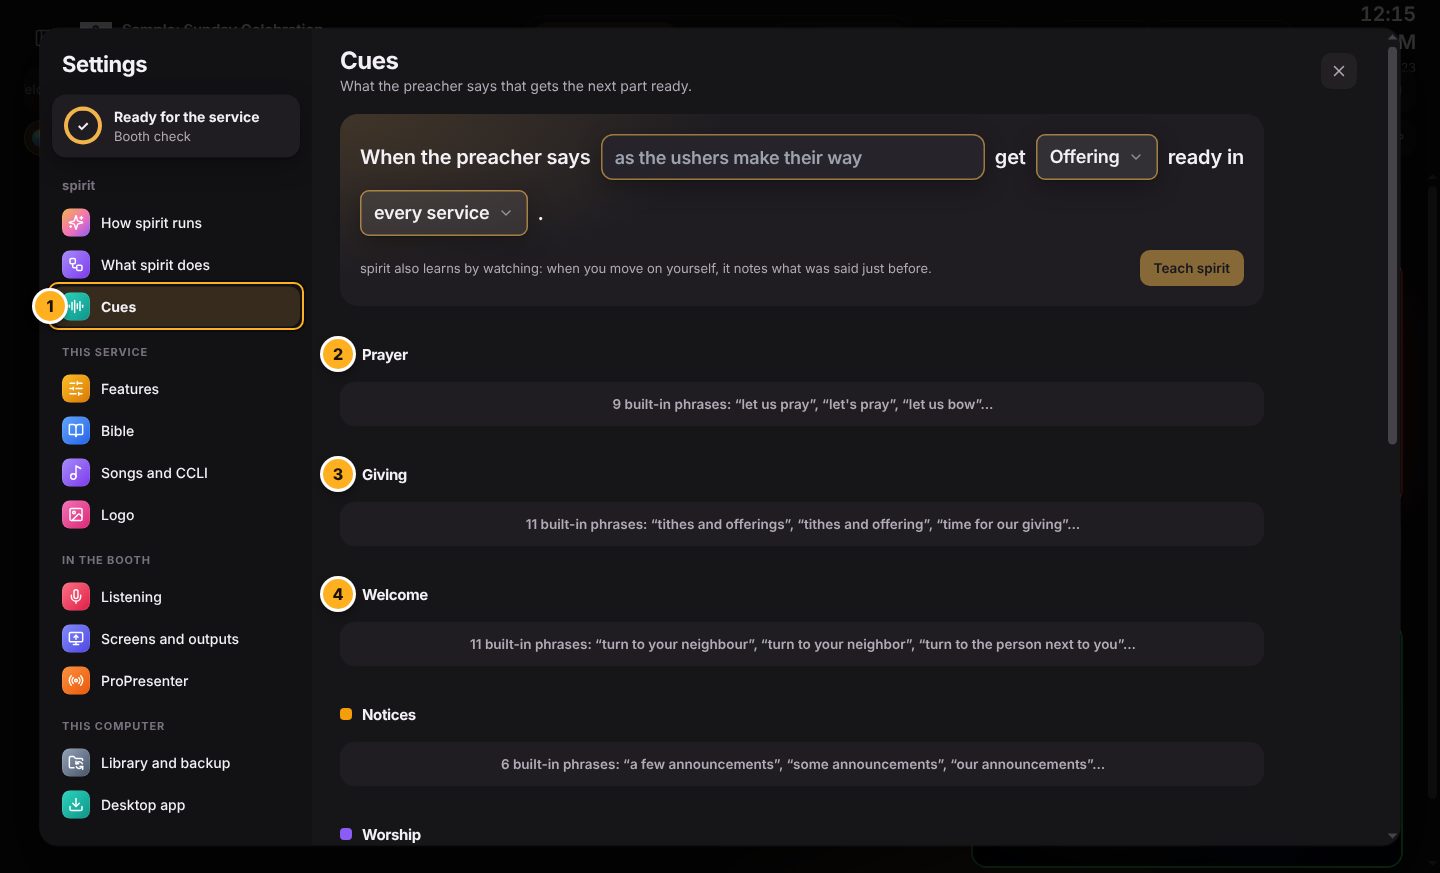 12:15
Settings
Ready for the service
Booth check
spirit
How spirit runs
What spirit does
1
Cues
THIS SERVICE
Features
Bible
Songs and CCLI
Logo
IN THE BOOTH
Listening
Screens and outputs
ProPresenter
THIS COMPUTER
Library and backup
Desktop app
Cues
What the preacher says that gets the next part ready.
When the preacher says as the ushers make their way get Offering ready in
every service .
spirit also learns by watching: when you move on yourself, it notes what was said just before.
Teach spirit
2 Prayer
9 built-in phrases: “let us pray”, “let's pray”, “let us bow”…
3 Giving
11 built-in phrases: “tithes and offerings”, “tithes and offering”, “time for our giving”…
4 Welcome
11 built-in phrases: “turn to your neighbour”, “turn to your neighbor”, “turn to the person next to you”…
Notices
6 built-in phrases: “a few announcements”, “some announcements”, “our announcements”…
Worship